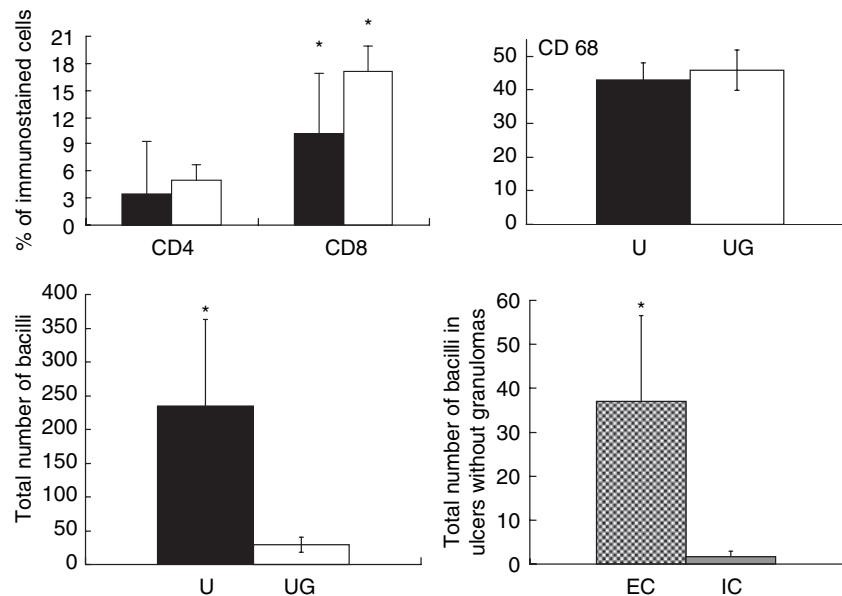 % of immunostained cells
21
18
15
12
9
6
3
0
*
*
CD4
CD8
CD 68
50
40
30
20
10
0
U
UG
Total number of bacilli
400
350
300
250
200
150
100
50
0
*
U
UG
Total number of bacilli in
ulcers without granulomas
60
50
40
30
20
10
0
*
EC
IC